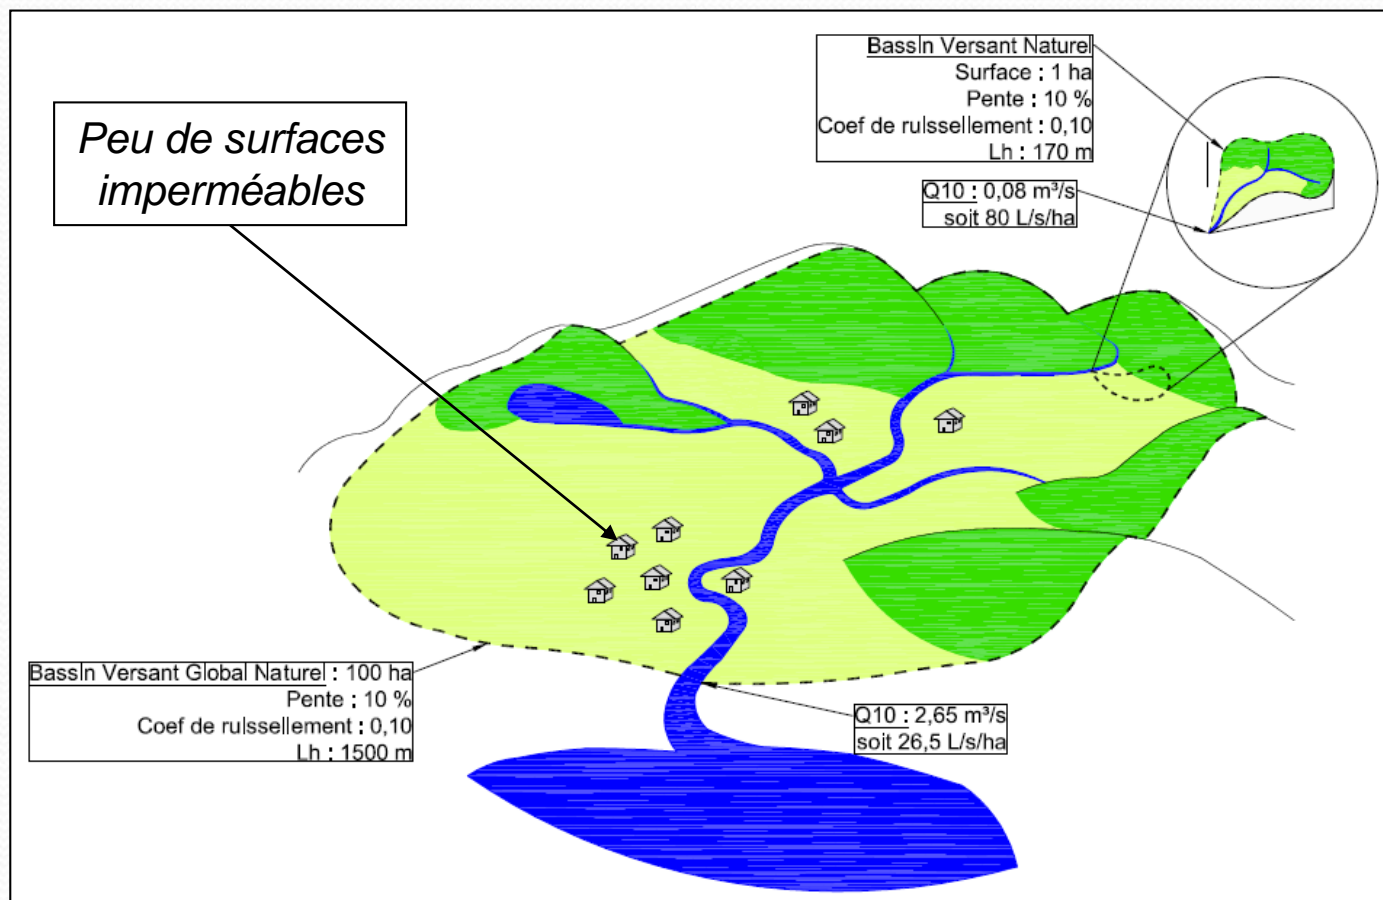 Peu de surfaces
imperméables
Bassin Versant Naturel
Surface : 1 ha
Pente : 10 %
Coef de ruissellement : 0,10
Lh : 170 m
Q10 : 0,08 m³/s
soit 80 L/s/ha
Bassin Versant Global Naturel : 100 ha
Pente : 10 %
Coef de ruissellement : 0,10
Lh : 1500 m
Q10 : 2,65 m³/s
soit 26,5 L/s/ha